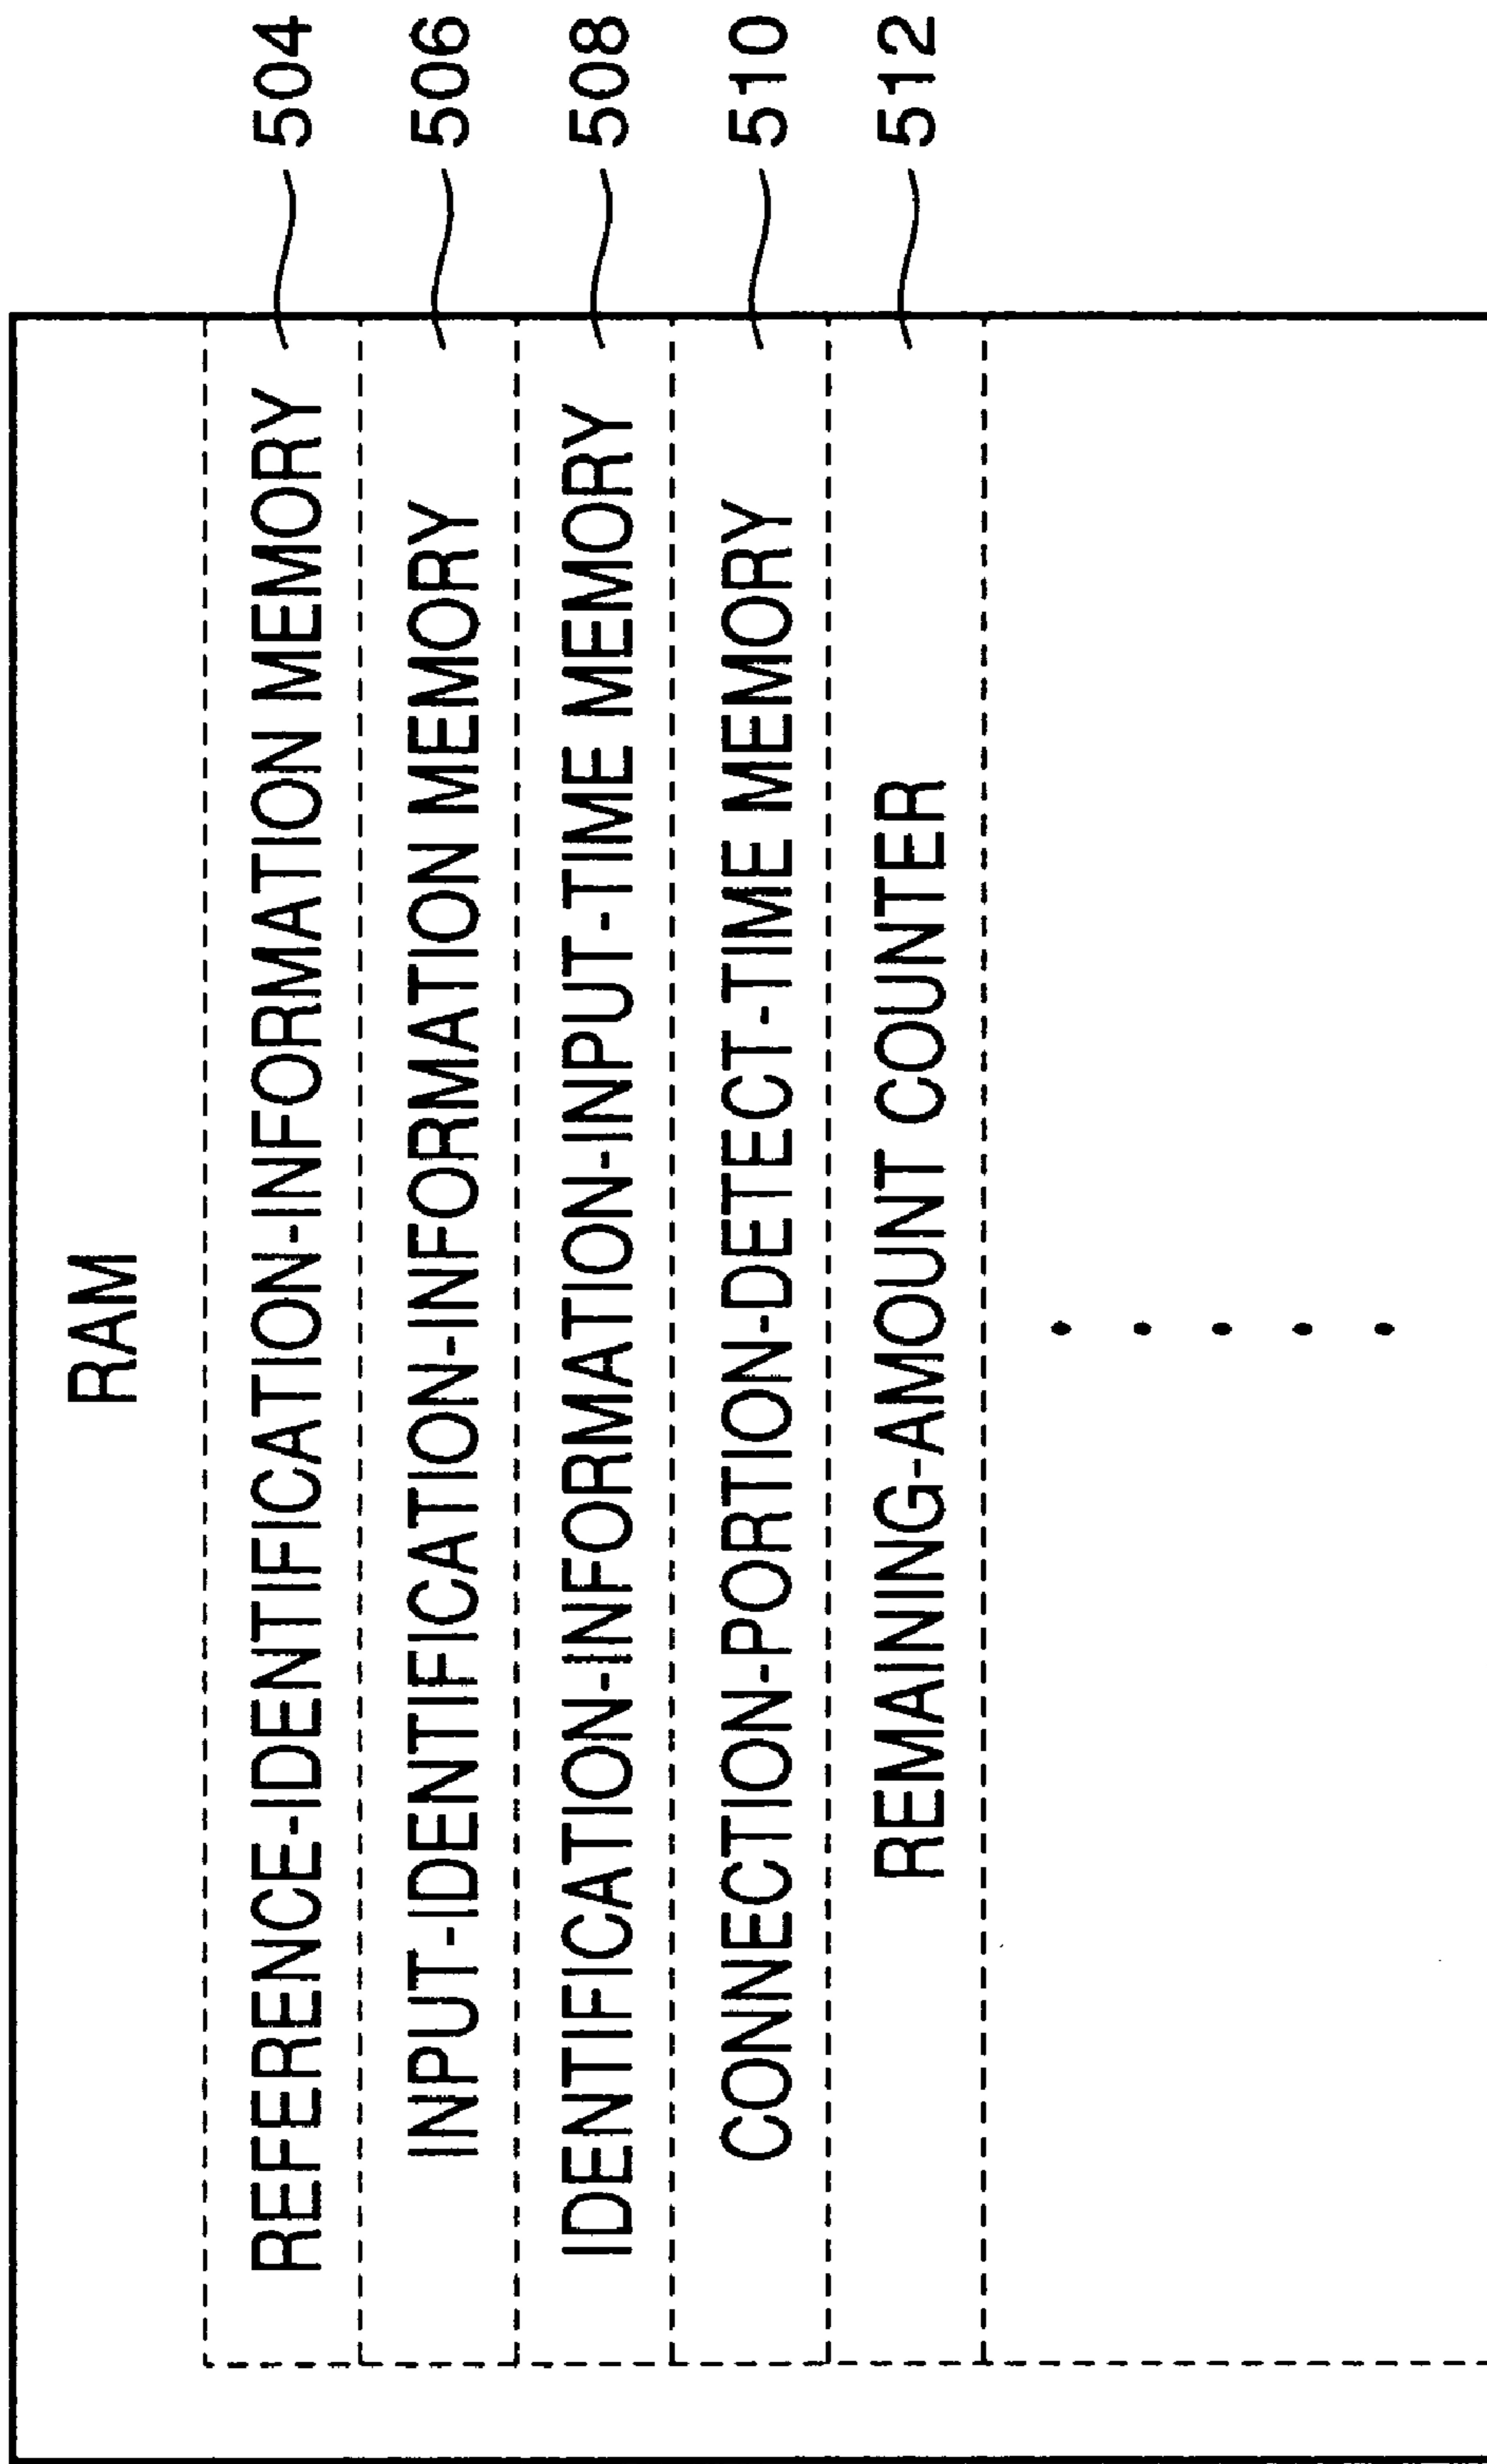 RAM
REFERENCE-IDENTIFICATION-INFORMATION MEMORY 504
INPUT-IDENTIFICATION-INFORMATION MEMORY 506
IDENTIFICATION-INFORMATION-INPUT-TIME MEMORY 508
CONNECTION-PORTION-DETECT-TIME MEMORY 510
REMAINING-AMOUNT COUNTER 512